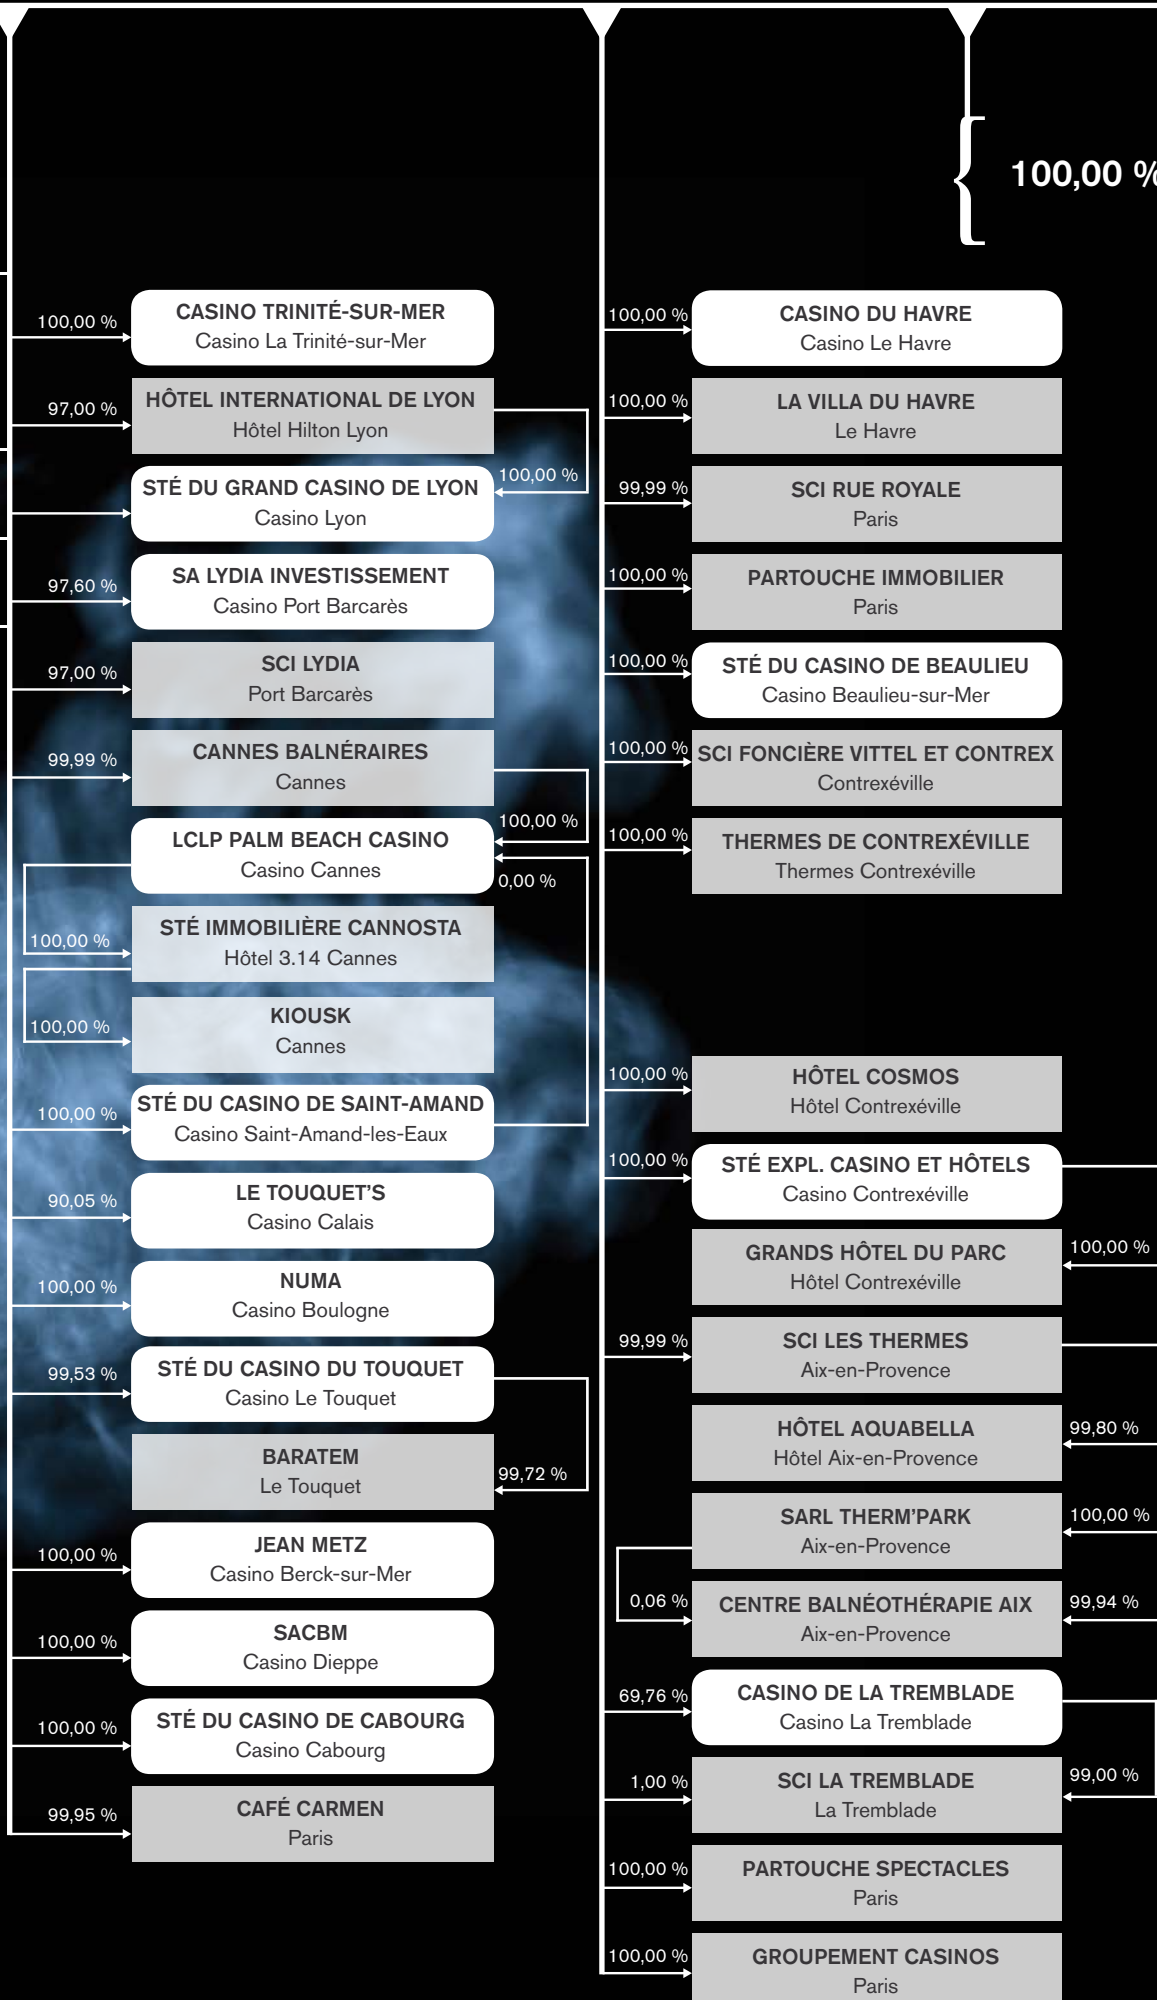 100,00 %
100,00 %
CASINO TRINITÉ-SUR-MER
Casino La Trinité-sur-Mer
97,00 %
HÔTEL INTERNATIONAL DE LYON
Hôtel Hilton Lyon
100,00 %
STÉ DU GRAND CASINO DE LYON
Casino Lyon
97,60 %
SA LYDIA INVESTISSEMENT
Casino Port Barcarès
97,00 %
SCI LYDIA
Port Barcarès
99,99 %
CANNES BALNÉRAIRES
Cannes
100,00 %
LCLP PALM BEACH CASINO
Casino Cannes
0,00 %
100,00 %
STÉ IMMOBILIÈRE CANNOSTA
Hôtel 3.14 Cannes
100,00 %
KIOUSK
Cannes
100,00 %
STÉ DU CASINO DE SAINT-AMAND
Casino Saint-Amand-les-Eaux
90,05 %
LE TOUQUET'S
Casino Calais
100,00 %
NUMA
Casino Boulogne
99,53 %
STÉ DU CASINO DU TOUQUET
Casino Le Touquet
BARATEM
Le Touquet
99,72 %
100,00 %
JEAN METZ
Casino Berck-sur-Mer
100,00 %
SACBM
Casino Dieppe
100,00 %
STÉ DU CASINO DE CABOURG
Casino Cabourg
99,95 %
CAFÉ CARMEN
Paris
100,00 %
CASINO DU HAVRE
Casino Le Havre
100,00 %
LA VILLA DU HAVRE
Le Havre
99,99 %
SCI RUE ROYALE
Paris
100,00 %
PARTOUCHE IMMOBILIER
Paris
100,00 %
STÉ DU CASINO DE BEAULIEU
Casino Beaulieu-sur-Mer
100,00 %
SCI FONCIÈRE VITTEL ET CONTREX
Contrexéville
100,00 %
THERMES DE CONTREXÉVILLE
Thermes Contrexéville
100,00 %
HÔTEL COSMOS
Hôtel Contrexéville
100,00 %
STÉ EXPL. CASINO ET HÔTELS
Casino Contrexéville
GRANDS HÔTEL DU PARC
Hôtel Contrexéville
100,00 %
99,99 %
SCI LES THERMES
Aix-en-Provence
HÔTEL AQUABELLA
Hôtel Aix-en-Provence
99,80 %
SARL THERM'PARK
Aix-en-Provence
100,00 %
0,06 %
CENTRE BALNÉOTHÉRAPIE AIX
Aix-en-Provence
99,94 %
69,76 %
CASINO DE LA TREMBLADE
Casino La Tremblade
1,00 %
SCI LA TREMBLADE
La Tremblade
99,00 %
100,00 %
PARTOUCHE SPECTACLES
Paris
100,00 %
GROUPEMENT CASINOS
Paris